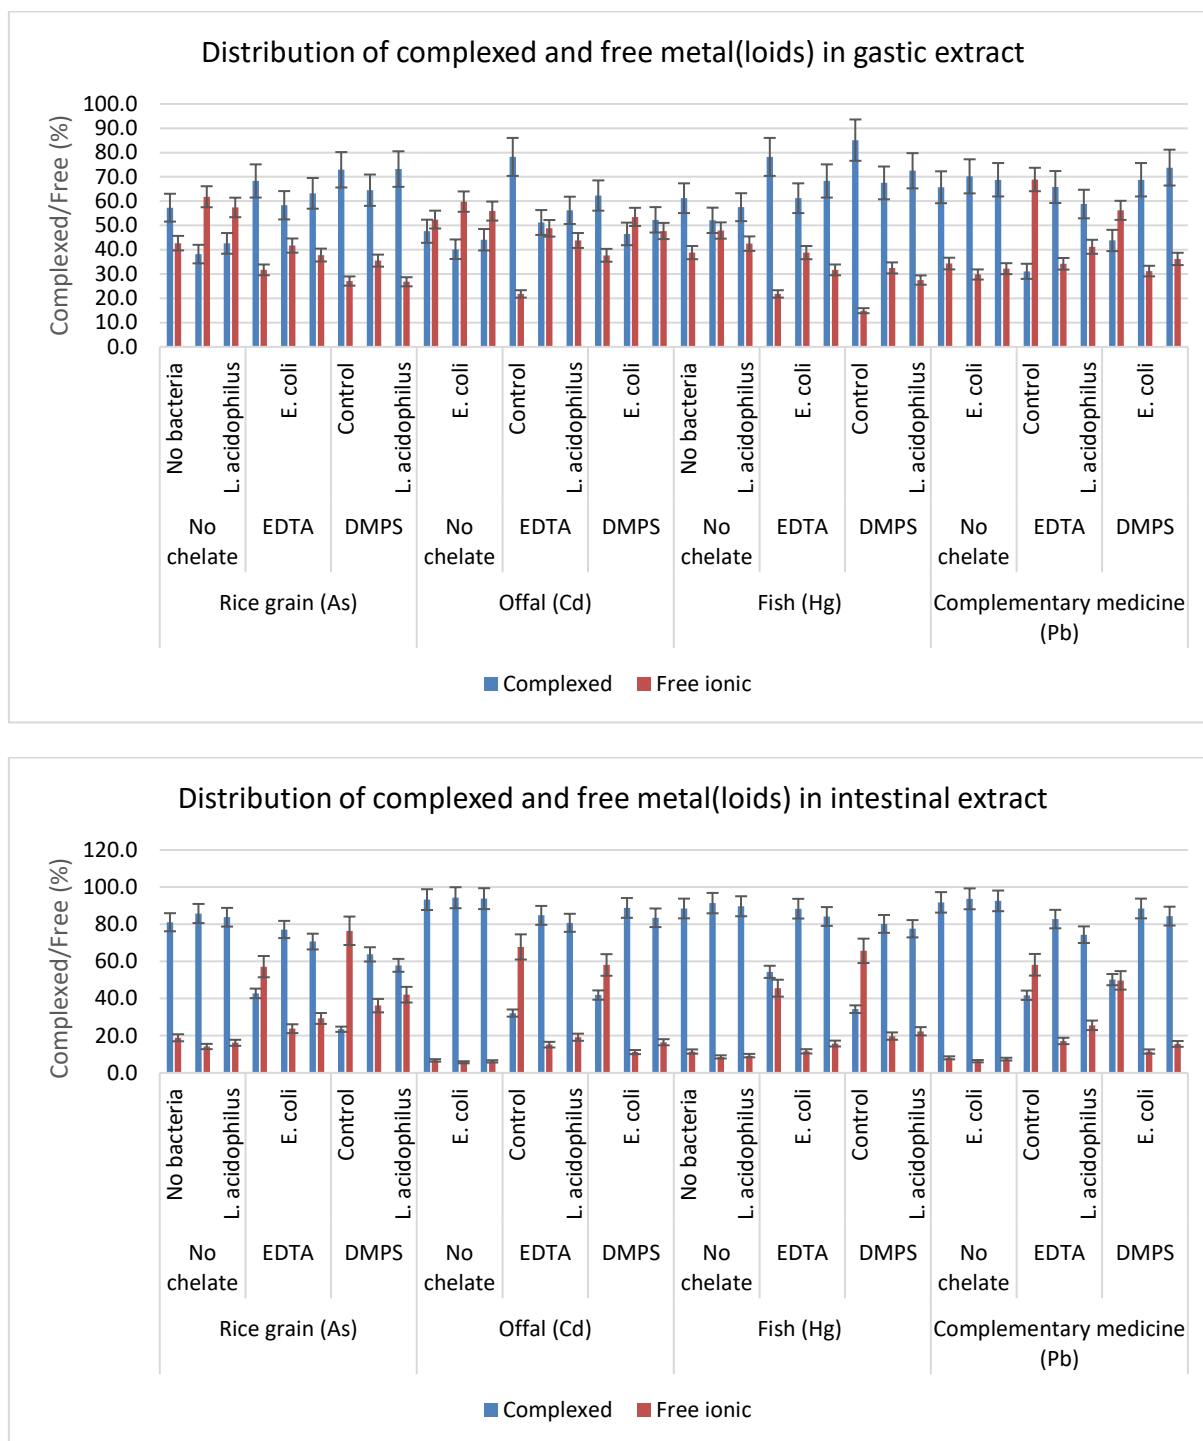 Distribution of complexed and free metal(loids) in gastic extract
Complexed/Free (%)
100.0
90.0
80.0
70.0
60.0
50.0
40.0
30.0
20.0
10.0
0.0
No bacteria
L. acidophilus
E. coli
Control
L. acidophilus
E. coli
Control
L. acidophilus
E. coli
No bacteria
L. acidophilus
E. coli
Control
L. acidophilus
E. coli
Control
L. acidophilus
E. coli
No chelate EDTA DMPS No chelate EDTA DMPS No chelate EDTA DMPS No chelate EDTA DMPS
Rice grain (As) Offal (Cd) Fish (Hg) Complementary medicine (Pb)
Complexed Free ionic
Distribution of complexed and free metal(loids) in intestinal extract
Complexed/Free (%)
120.0
100.0
80.0
60.0
40.0
20.0
0.0
No bacteria
L. acidophilus
E. coli
Control
L. acidophilus
E. coli
Control
L. acidophilus
E. coli
No bacteria
L. acidophilus
E. coli
Control
L. acidophilus
E. coli
Control
L. acidophilus
E. coli
No chelate EDTA DMPS No chelate EDTA DMPS No chelate EDTA DMPS No chelate EDTA DMPS
Rice grain (As) Offal (Cd) Fish (Hg) Complementary medicine (Pb)
Complexed Free ionic